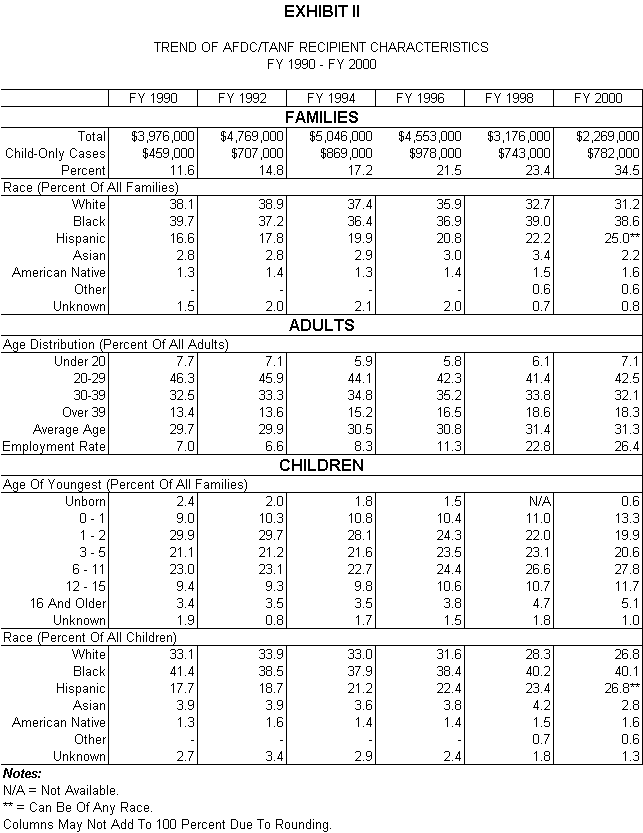 EXHIBIT II
TREND OF AFDC/TANF RECIPIENT CHARACTERISTICS
FY 1990 - FY 2000
FY 1990 FY 1992 FY 1994 FY 1996 FY 1998 FY 2000
FAMILIES
Total $3,976,000 $4,769,000 $5,046,000 $4,553,000 $3,176,000 $2,269,000
Child-Only Cases $459,000 $707,000 $869,000 $978,000 $743,000 $782,000
Percent 11.6 14.8 17.2 21.5 23.4 34.5
Race (Percent Of All Families)
White 38.1 38.9 37.4 35.9 32.7 31.2
Black 39.7 37.2 36.4 36.9 39.0 38.6
Hispanic 16.6 17.8 19.9 20.8 22.2 25.0**
Asian 2.8 2.8 2.9 3.0 3.4 2.2
American Native 1.3 1.4 1.3 1.4 1.5 1.6
Other - - - - 0.6 0.6
Unknown 1.5 2.0 2.1 2.0 0.7 0.8
ADULTS
Age Distribution (Percent Of All Adults)
Under 20 7.7 7.1 5.9 5.8 6.1 7.1
20-29 46.3 45.9 44.1 42.3 41.4 42.5
30-39 32.5 33.3 34.8 35.2 33.8 32.1
Over 39 13.4 13.6 15.2 16.5 18.6 18.3
Average Age 29.7 29.9 30.5 30.8 31.4 31.3
Employment Rate 7.0 6.6 8.3 11.3 22.8 26.4
CHILDREN
Age Of Youngest (Percent Of All Families)
Unborn 2.4 2.0 1.8 1.5 N/A 0.6
0 - 1 9.0 10.3 10.8 10.4 11.0 13.3
1 - 2 29.9 29.7 28.1 24.3 22.0 19.9
3 - 5 21.1 21.2 21.6 23.5 23.1 20.6
6 - 11 23.0 23.1 22.7 24.4 26.6 27.8
12 - 15 9.4 9.3 9.8 10.6 10.7 11.7
16 And Older 3.4 3.5 3.5 3.8 4.7 5.1
Unknown 1.9 0.8 1.7 1.5 1.8 1.0
Race (Percent Of All Children)
White 33.1 33.9 33.0 31.6 28.3 26.8
Black 41.4 38.5 37.9 38.4 40.2 40.1
Hispanic 17.7 18.7 21.2 22.4 23.4 26.8**
Asian 3.9 3.9 3.6 3.8 4.2 2.8
American Native 1.3 1.6 1.4 1.4 1.5 1.6
Other - - - - 0.7 0.6
Unknown 2.7 3.4 2.9 2.4 1.8 1.3
Notes:
N/A = Not Available.
** = Can Be Of Any Race.
Columns May Not Add To 100 Percent Due To Rounding.